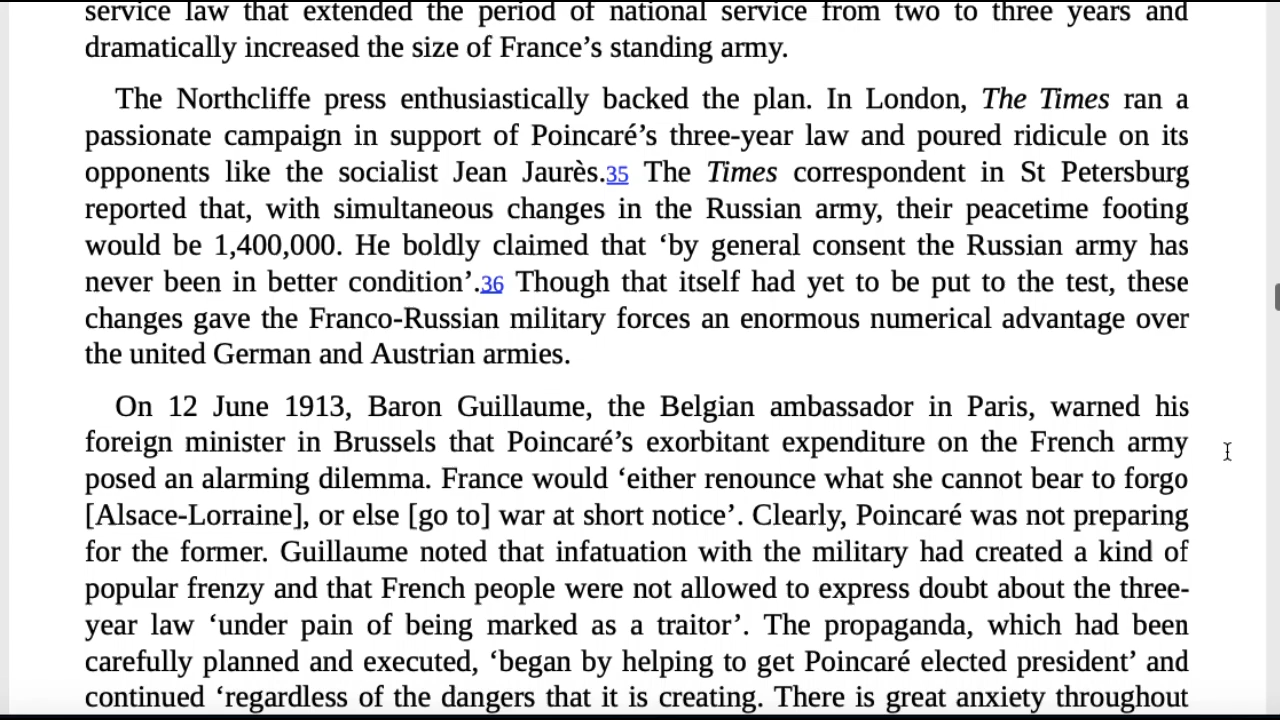 service law that extended the period of national service from two to three years and
dramatically increased the size of France’s standing army.
The Northcliffe press enthusiastically backed the plan. In London, The Times ran a
passionate campaign in support of Poincaré’s three-year law and poured ridicule on its
opponents like the socialist Jean Jaurès.35 The Times correspondent in St Petersburg
reported that, with simultaneous changes in the Russian army, their peacetime footing
would be 1,400,000. He boldly claimed that ‘by general consent the Russian army has
never been in better condition’.36 Though that itself had yet to be put to the test, these
changes gave the Franco-Russian military forces an enormous numerical advantage over
the united German and Austrian armies.
On 12 June 1913, Baron Guillaume, the Belgian ambassador in Paris, warned his
foreign minister in Brussels that Poincaré’s exorbitant expenditure on the French army
posed an alarming dilemma. France would ‘either renounce what she cannot bear to forgo
[Alsace-Lorraine], or else [go to] war at short notice’. Clearly, Poincaré was not preparing
for the former. Guillaume noted that infatuation with the military had created a kind of
popular frenzy and that French people were not allowed to express doubt about the three-
year law ‘under pain of being marked as a traitor’. The propaganda, which had been
carefully planned and executed, ‘began by helping to get Poincaré elected president’ and
continued ‘regardless of the dangers that it is creating. There is great anxiety throughout